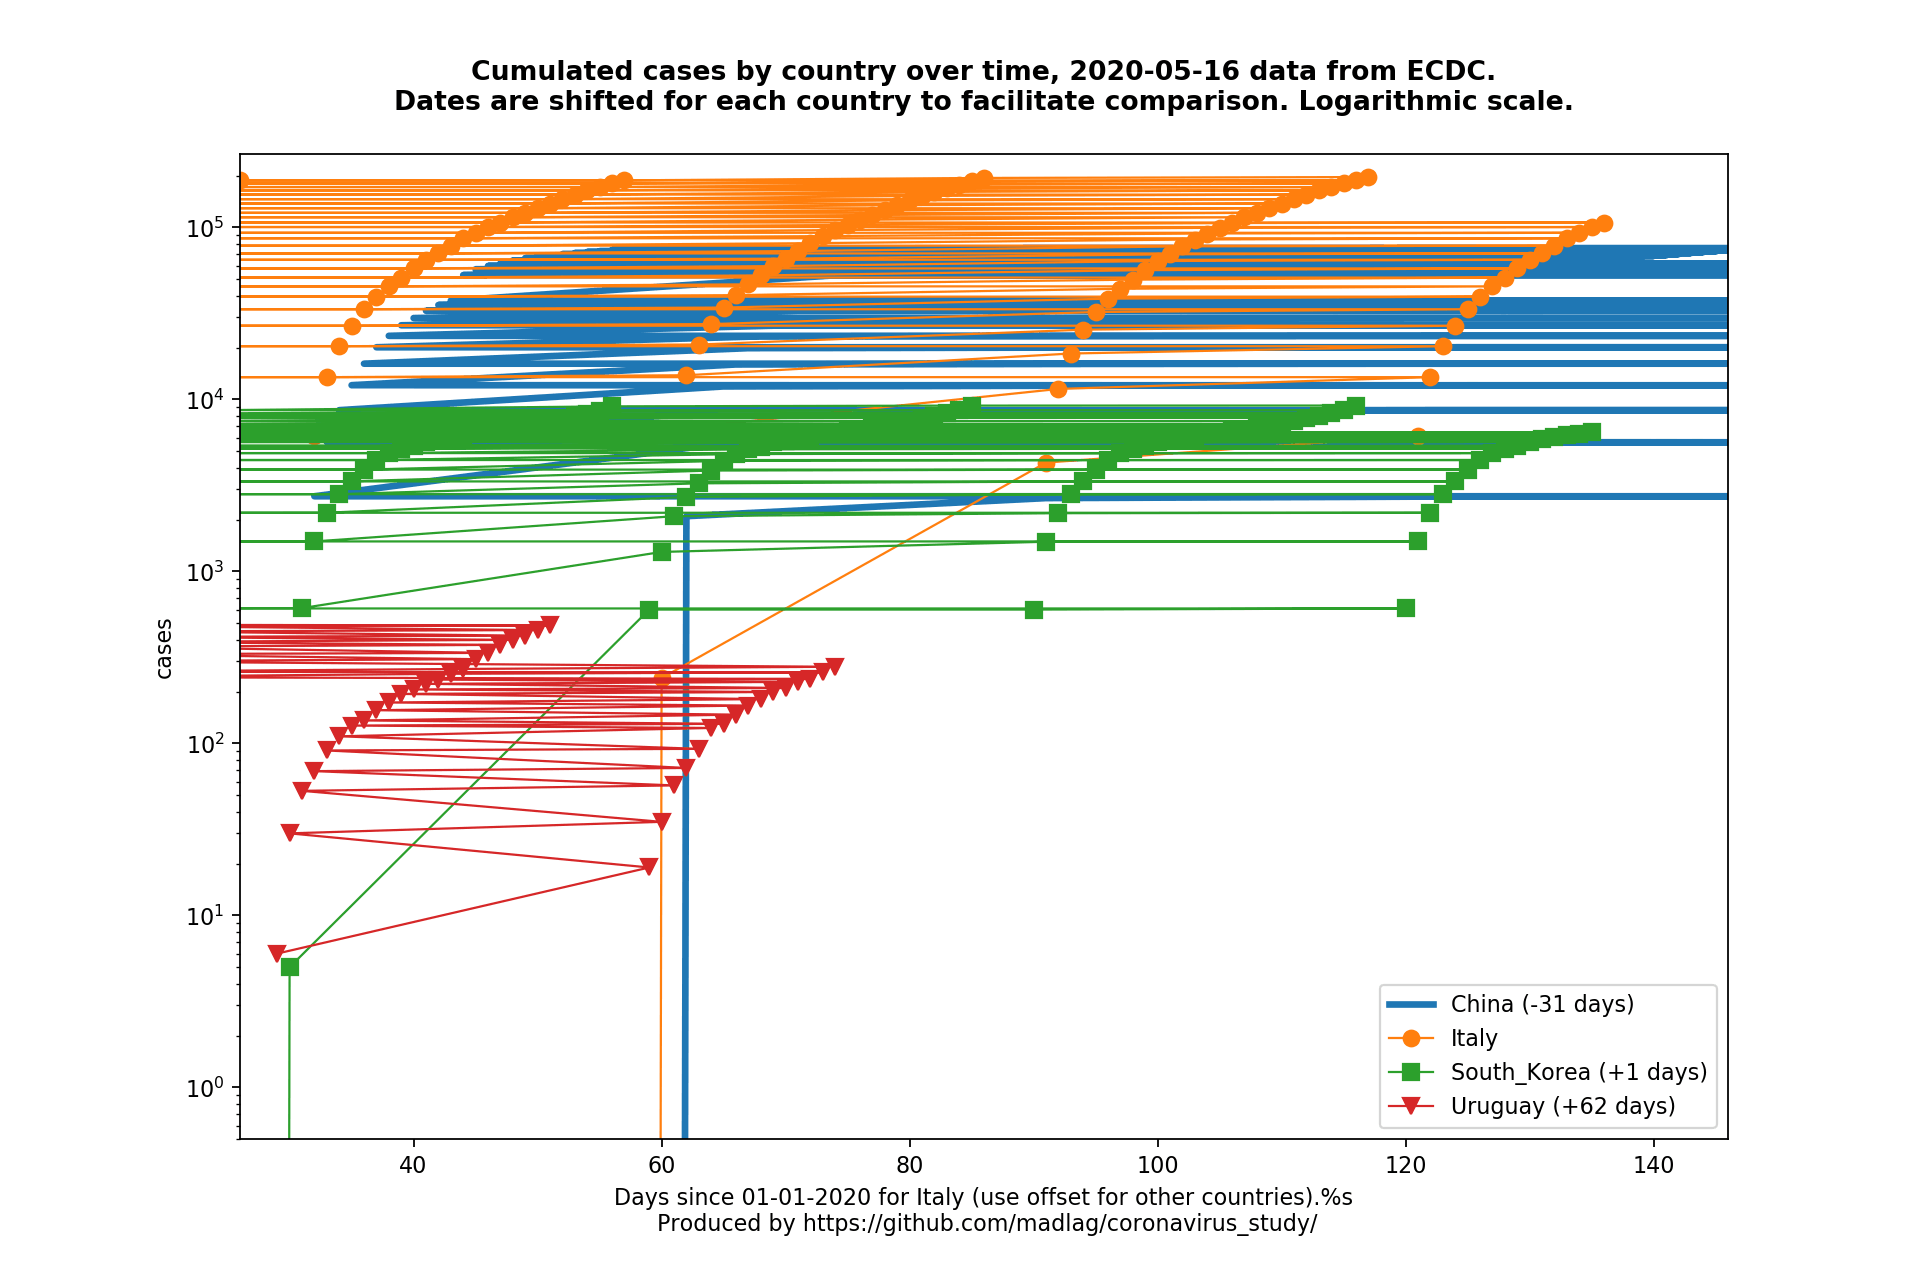 Cumulated cases by country over time, 2020-05-16 data from ECDC.
Dates are shifted for each country to facilitate comparison. Logarithmic scale.
cases
10^5
10^4
10^3
10^2
10^1
10^0
40 60 80 100 120 140
China (-31 days)
Italy
South_Korea (+1 days)
Uruguay (+62 days)
Days since 01-01-2020 for Italy (use offset for other countries).%s
Produced by https://github.com/madlag/coronavirus_study/